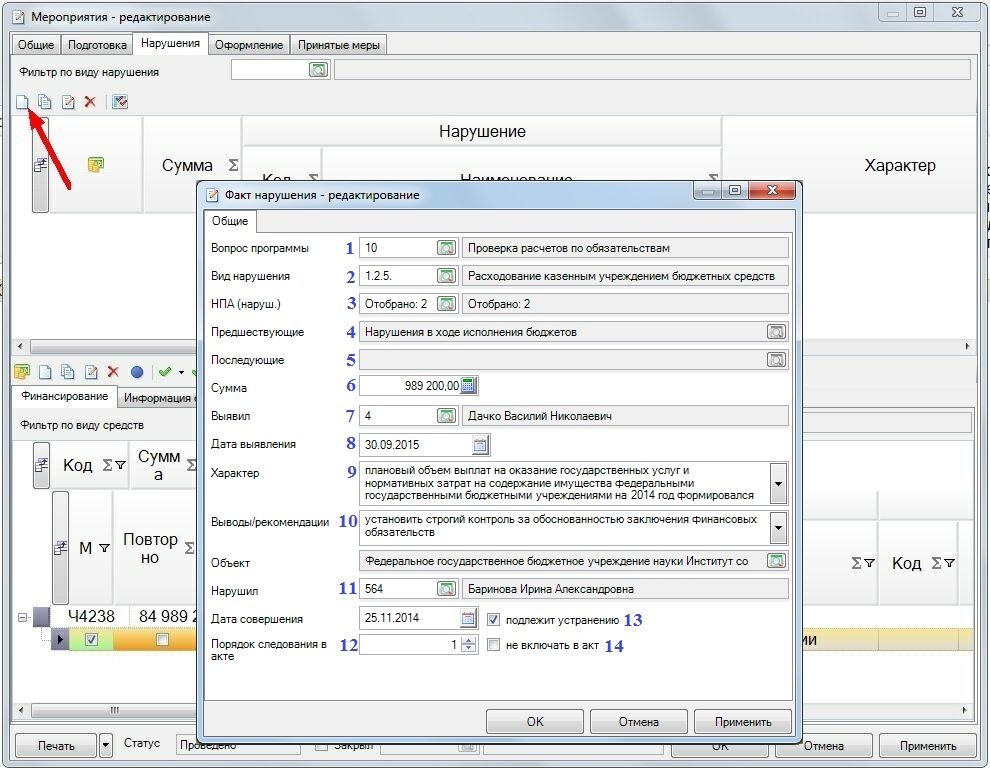 Мероприятия - редактирование
Общие Подготовка Нарушения Оформление Принятые меры
Фильтр по виду нарушения
Нарушение
Сумма Σ Характер
Код Σ Наименование Σ
Факт нарушения - редактирование
Общие
Вопрос программы 1 10 Проверка расчетов по обязательствам
Вид нарушения 2 1.2.5. Расходование казенным учреждением бюджетных средств
НПА (наруш.) 3 Отобрано: 2 Отобрано: 2
Предшествующие 4 Нарушения в ходе исполнения бюджетов
Последующие 5
Сумма 6 989 200,00
Выявил 7 4 Дачко Василий Николаевич
Дата выявления 8 30.09.2015
Характер 9 плановый объем выплат на оказание государственных услуг и
нормативных затрат на содержание имущества Федеральными
государственными бюджетными учреждениями на 2014 год формировался
Выводы/рекомендации 10 установить строгий контроль за обоснованностью заключения финансовых
обязательств
Объект Федеральное государственное бюджетное учреждение науки Институт со
Нарушил 11 564 Баринова Ирина Александровна
Дата совершения 25.11.2014 подлежит устранению 13
Порядок следования в
акте 12 1 не включать в акт 14
OK Отмена Применить
Финансирование Информация
Фильтр по виду средств
Код Σ Сумм
а Σ
М Повтор
но Σ Σ Код Σ
Ч4238 84 989 2
ии
Печать Статус Проведено Закрыл OK Отмена Применить